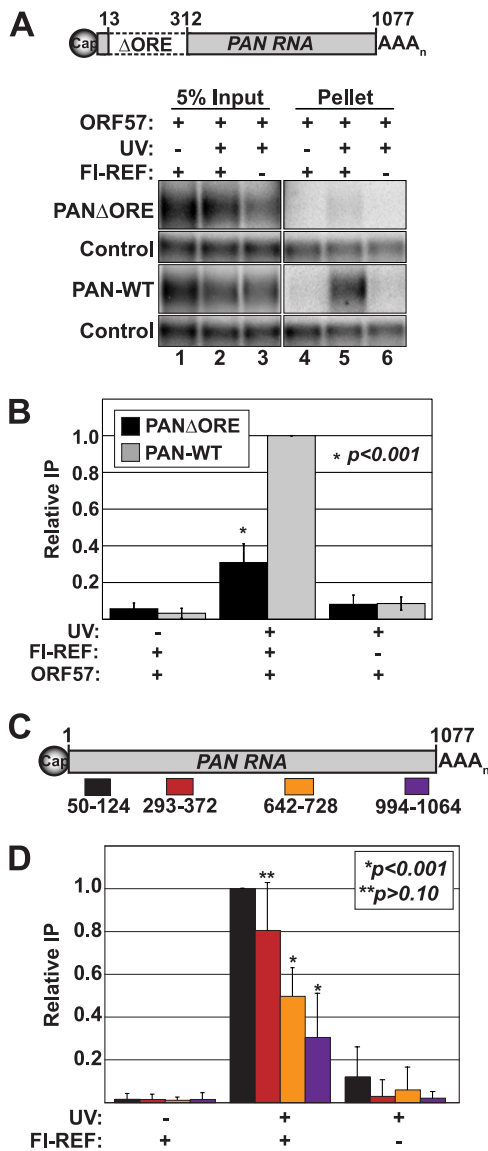 A
13 312 1077
Cap ΔORE PAN RNA AAAn
5% Input Pellet
ORF57: + + + + + +
UV: - + + - + +
Fl-REF: + + - + + -
PANΔORE
Control
PAN-WT
Control
1 2 3 4 5 6
B
PANΔORE
PAN-WT
* p<0.001
Relative IP
1.0
0.8
0.6
0.4
0.2
*
UV: - + +
Fl-REF: + + -
ORF57: + + +
C
1 1077
Cap PAN RNA AAAn
50-124 293-372 642-728 994-1064
D
*p<0.001
**p>0.10
Relative IP
1.0
0.8
0.6
0.4
0.2
**
*
*
UV: - + +
Fl-REF: + + -